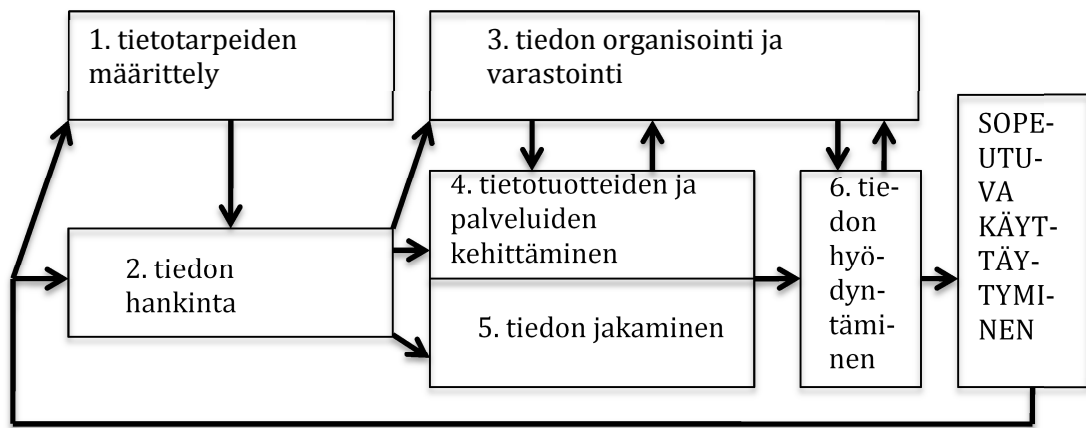 1. tietotarpeiden
määrittely
3. tiedon organisointi ja
varastointi
2. tiedon
hankinta
4. tietotuotteiden ja
palveluiden
kehittäminen
5. tiedon jakaminen
6. tie-
don
hyö-
dyn-
tämi-
nen
SOPE-
UTU-
VA
KÄYT-
TÄY-
TYMI-
NEN